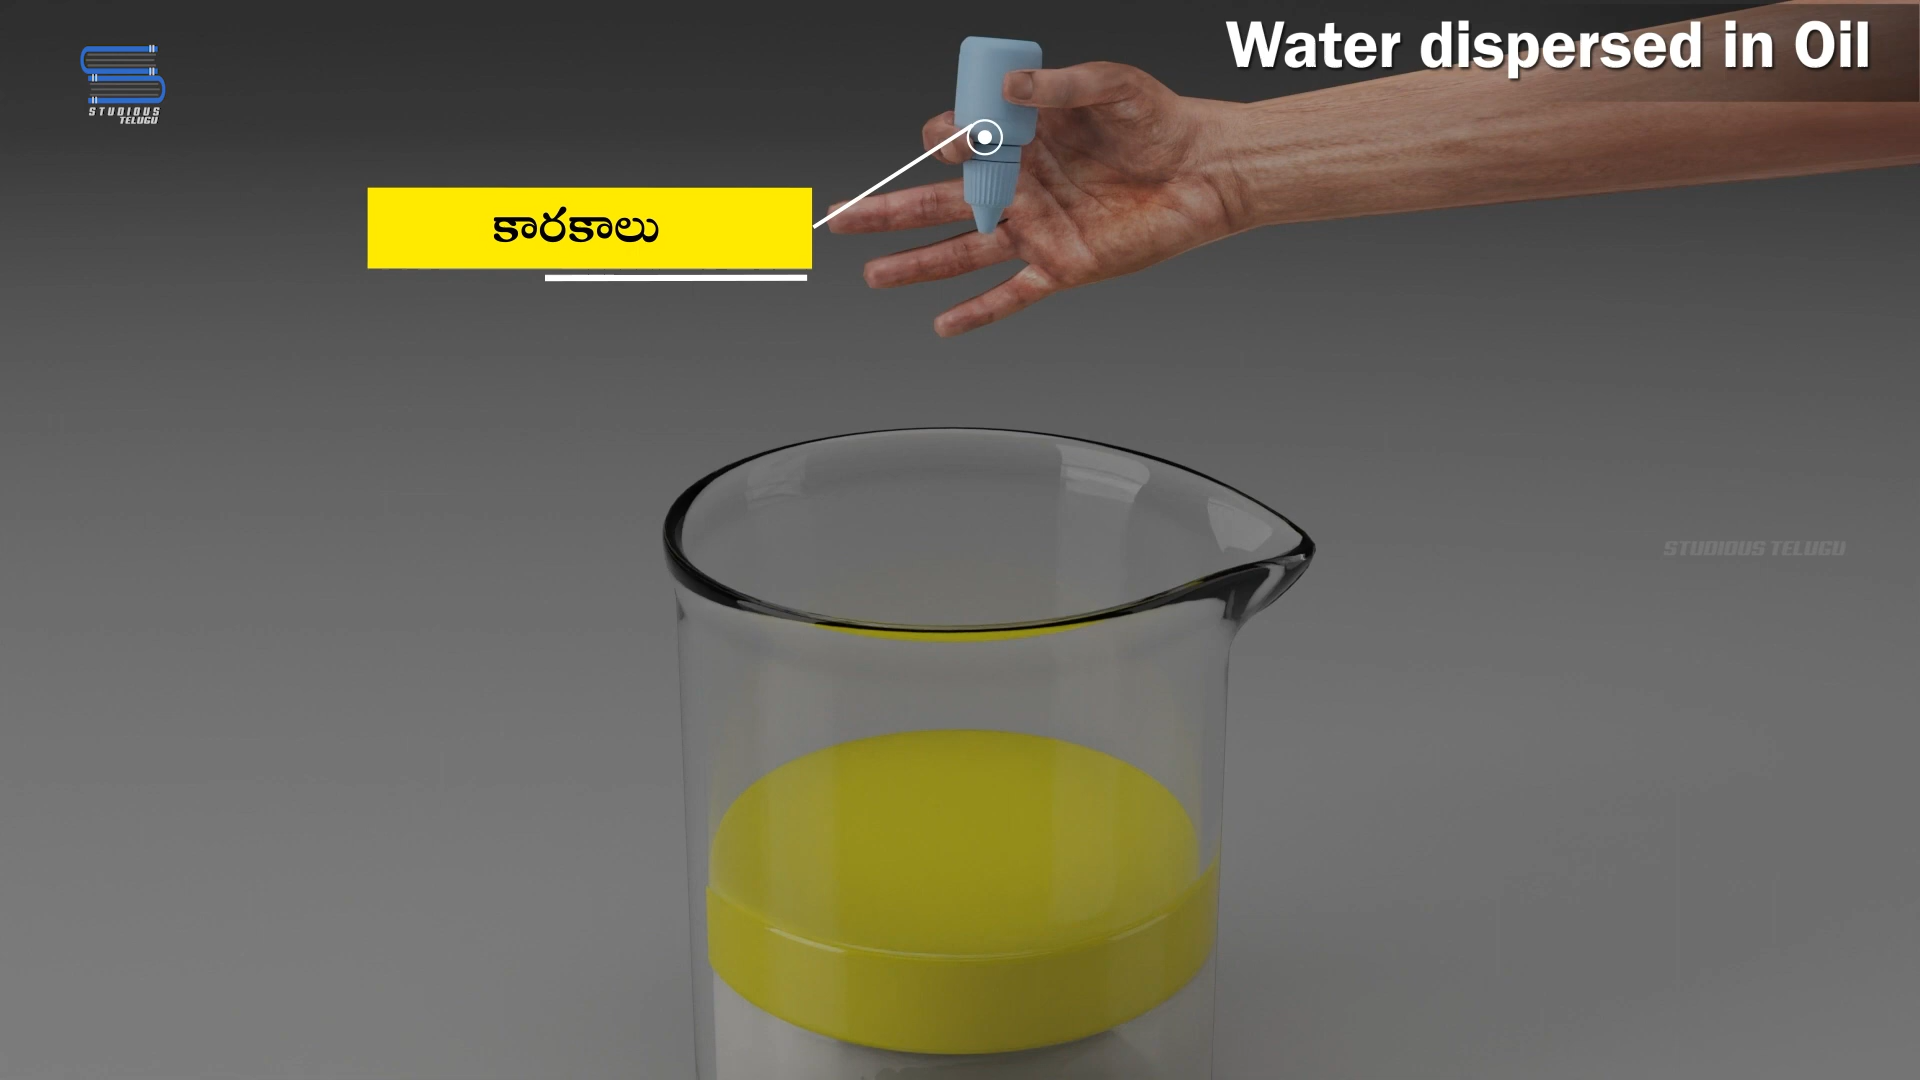 Water dispersed in Oil
STUDIOUS
TELUGU
కారకాలు
STUDIOUS TELUGU